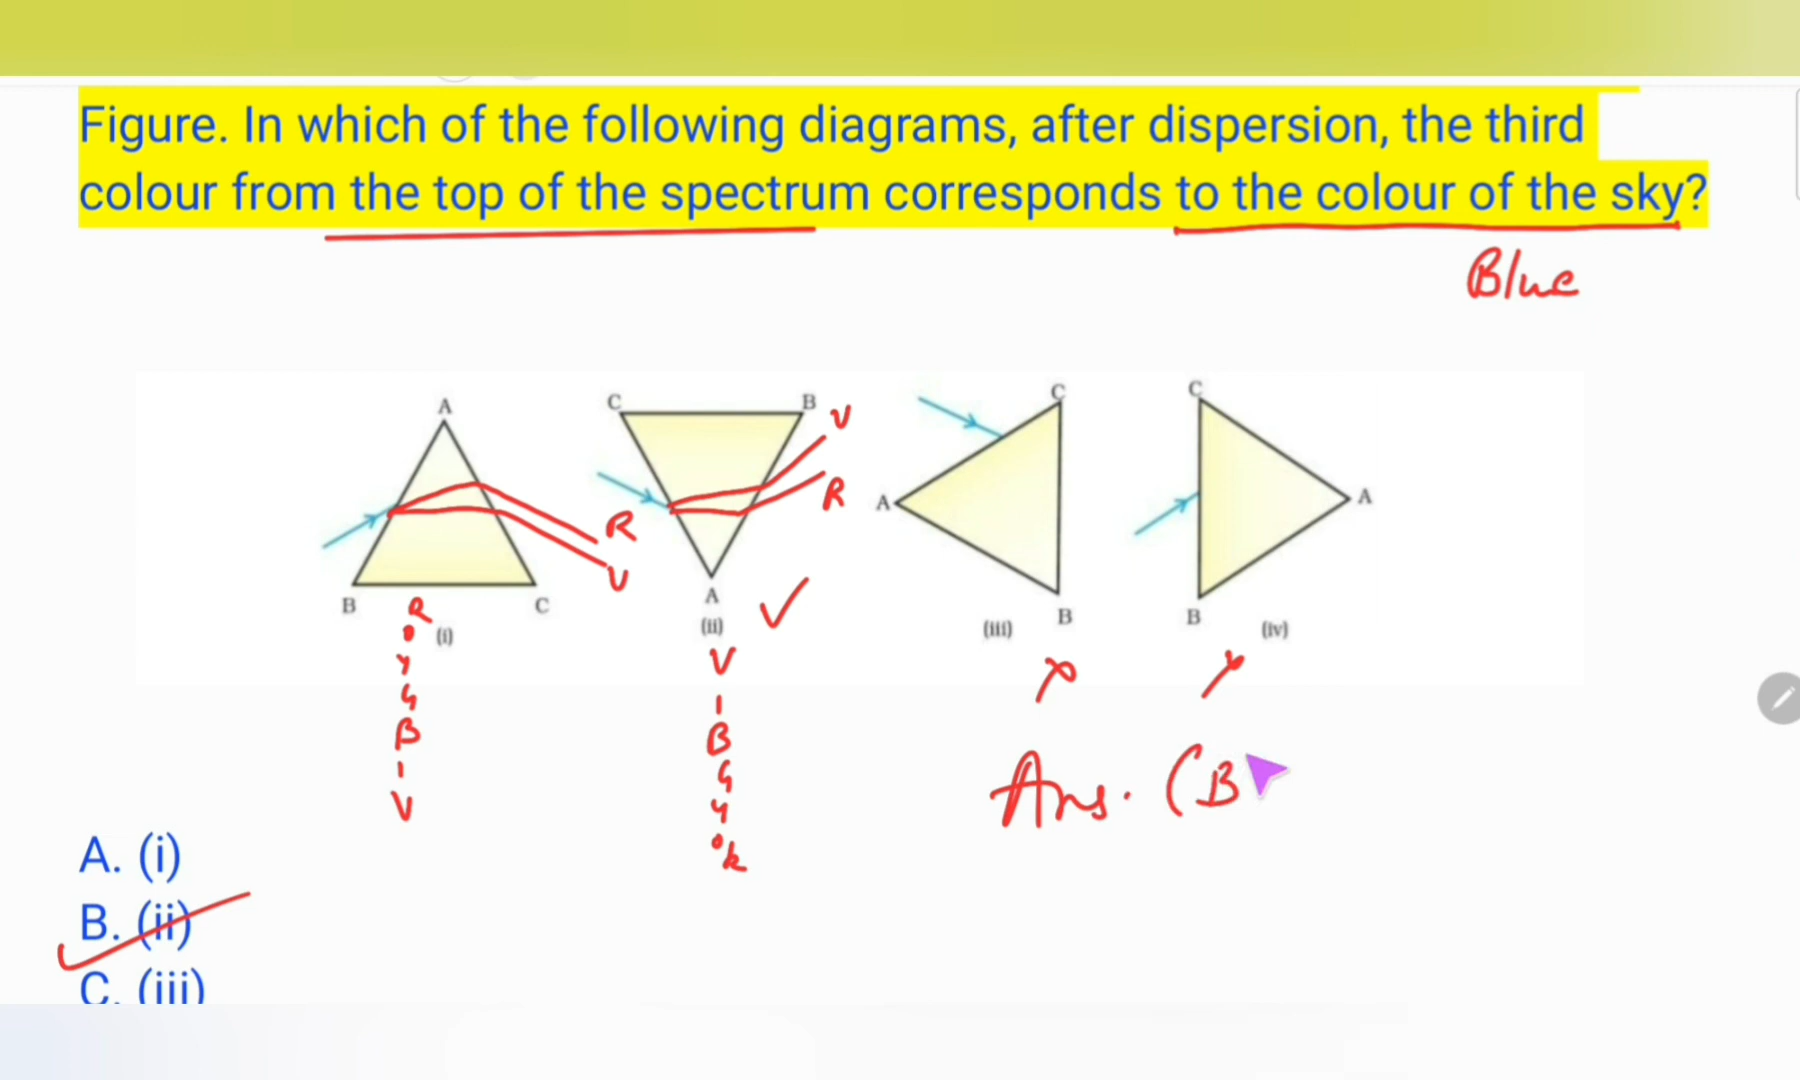 Figure. In which of the following diagrams, after dispersion, the third
colour from the top of the spectrum corresponds to the colour of the sky?
Blue
A
B
C
R
V
(i)
R
O
Y
G
B
I
V
C
B
V
R
A
(ii)
V
I
B
G
Y
O
R
C
A
B
(iii)
C
A
B
(iv)
Ans. (B
A. (i)
B. (ii)
C. (iii)